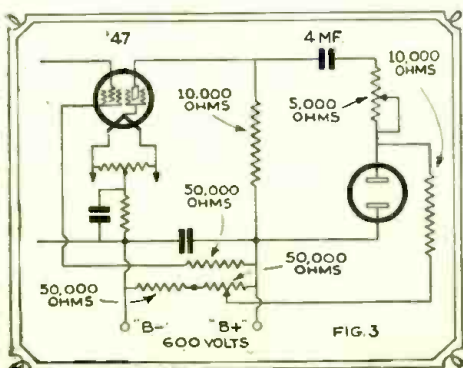 '47
4 MF.
10,000
OHMS
10,000
OHMS
5,000
OHMS
50,000
OHMS
50,000
OHMS
50,000
OHMS
"B-"
"B+"
600 VOLTS
FIG. 3